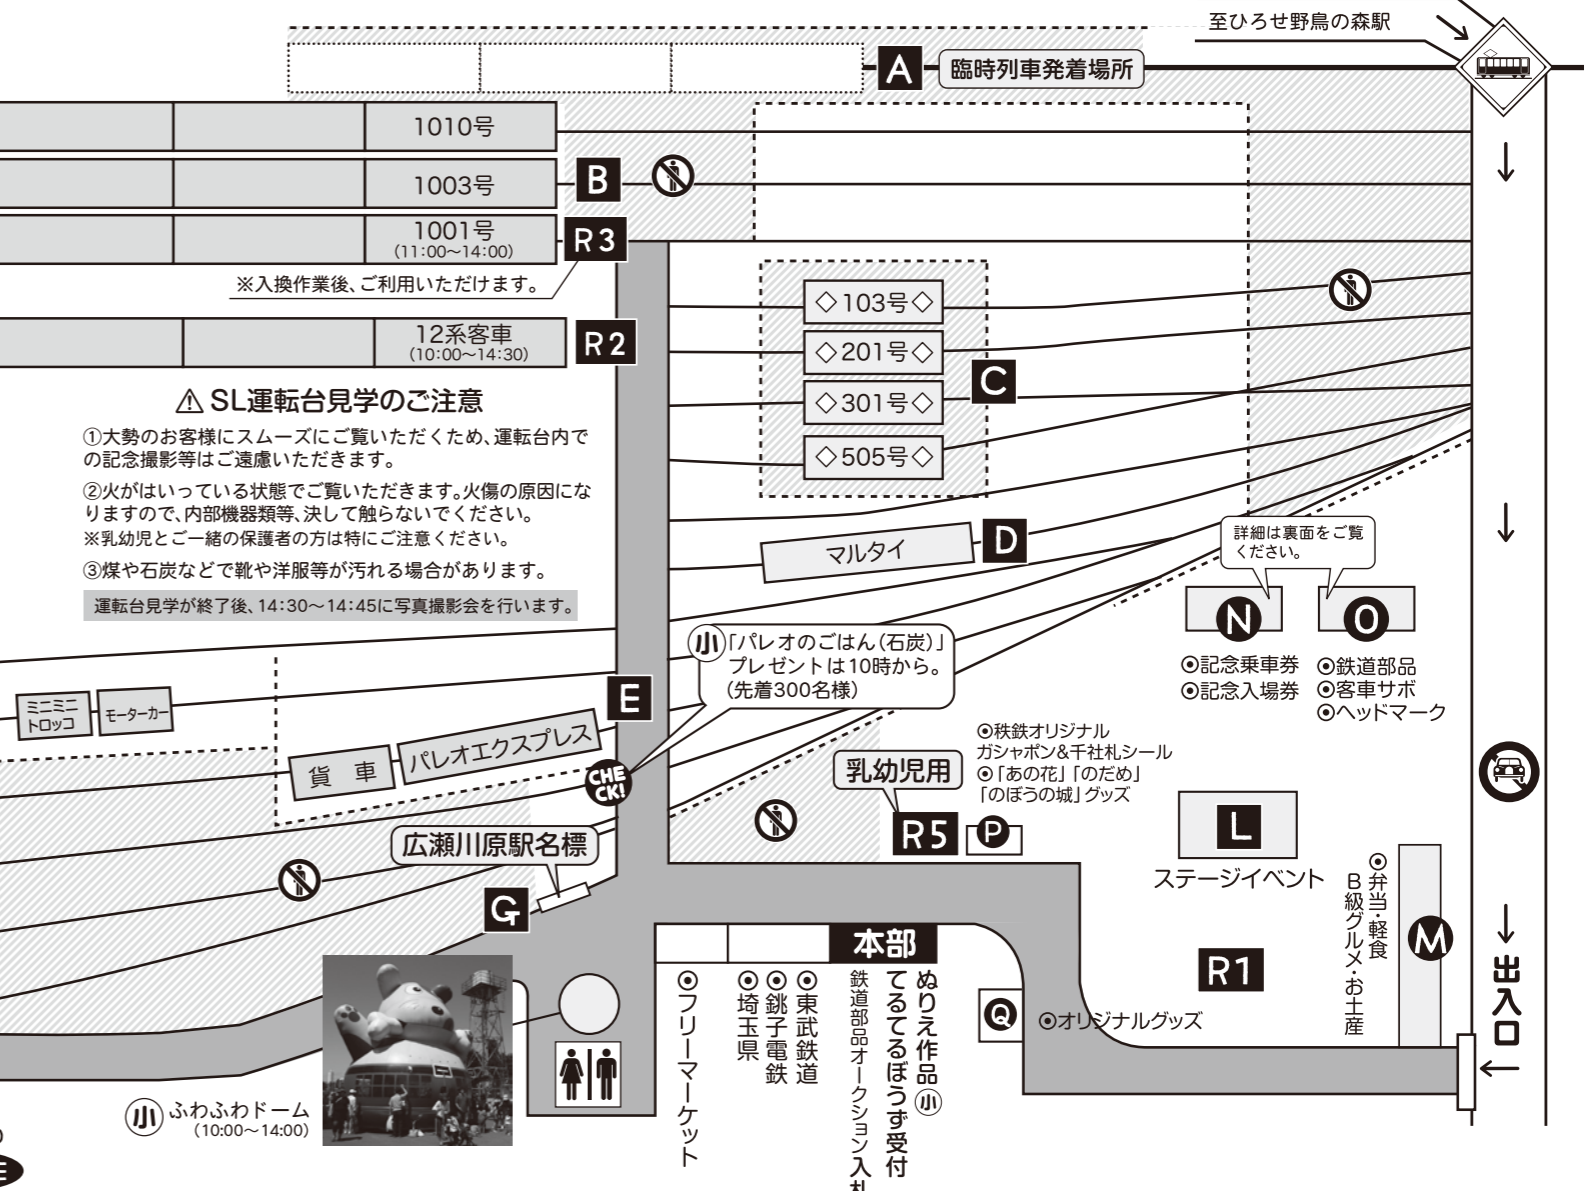 至ひろせ野鳥の森駅
A
臨時列車発着場所
1010号
1003号
B
1001号
(11:00〜14:00)
R3
※入換作業後、ご利用いただけます。
12系客車
(10:00〜14:30)
R2
◇103号◇
◇201号◇
◇301号◇
◇505号◇
C
⚠ SL運転台見学のご注意
①大勢のお客様にスムーズにご覧いただくため、運転台内で
の記念撮影等はご遠慮いただきます。
②火がはいっている状態でご覧いただきます。火傷の原因にな
りますので、内部機器類等、決して触らないでください。
※乳幼児とご一緒の保護者の方は特にご注意ください。
③煤や石炭などで靴や洋服等が汚れる場合があります。
運転台見学が終了後、14:30〜14:45に写真撮影会を行います。
マルタイ
D
詳細は裏面をご覧
ください。
N
O
◉記念乗車券
◉記念入場券
◉鉄道部品
◉客車サボ
◉ヘッドマーク
小
「パレオのごはん(石炭)」
プレゼントは10時から。
(先着300名様)
E
ミニミニ
トロッコ
モーターカー
貨車
パレオエクスプレス
CHE
CK!
◉秩鉄オリジナル
ガシャポン&千社札シール
◉「あの花」「のだめ」
「のぼうの城」グッズ
乳幼児用
R5
P
L
ステージイベント
広瀬川原駅名標
G
◉弁当・軽食
B級グルメ・お土産
M
本部
R1
出入口
ぬりえ作品小
てるてるぼうず受付
鉄道部品オークション入札
◉東武鉄道
◉銚子電鉄
◉埼玉県
◉フリーマーケット
Q
◉オリジナルグッズ
小
ふわふわドーム
(10:00〜14:00)